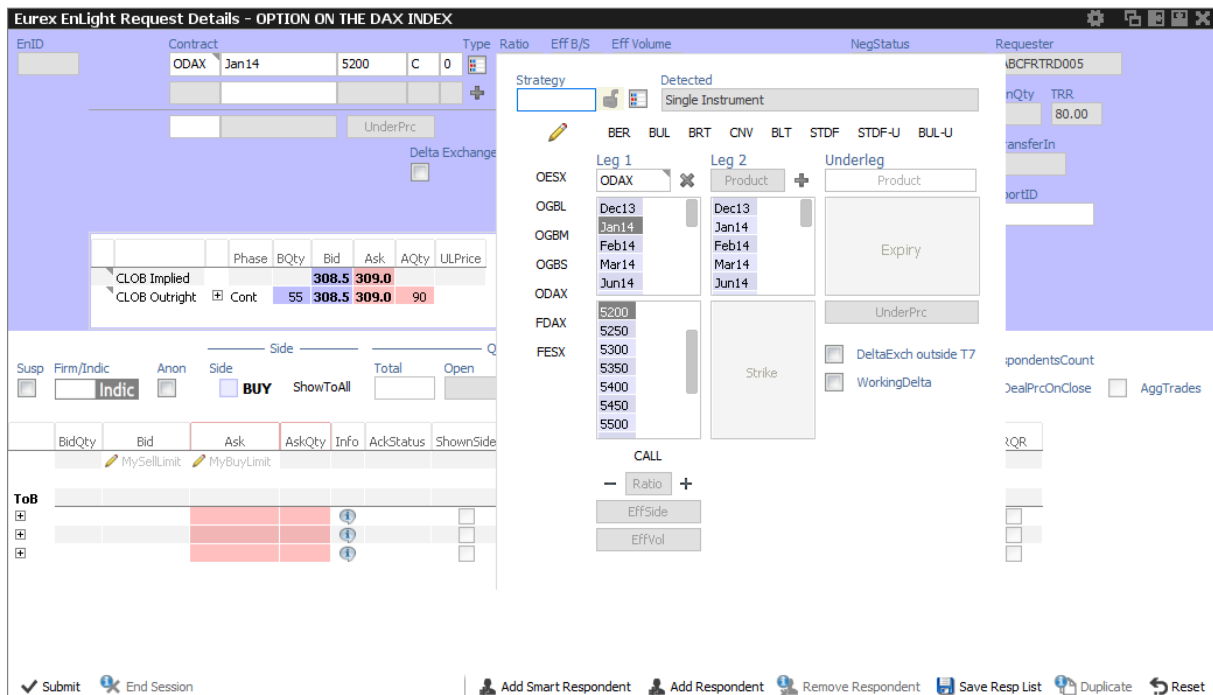 Eurex EnLight Request Details - OPTION ON THE DAX INDEX
EnID Contract Type Ratio Eff B/S Eff Volume NegStatus Requester
ODAX Jan14 5200 C 0 ABCFRTRD005
Strategy Detected
Single Instrument
nQty TRR
80.00
UnderPrc
BER BUL BRT CNV BLT STDF STDF-U BUL-U
Delta Exchange
ansferIn
Leg 1 Leg 2 Underleg
ODAX Product Product
OESX
OGBL
OGBM
OGBS
ODAX
FDAX
FESX
portID
Dec13 Dec13
Jan14 Jan14
Feb14 Feb14
Mar14 Mar14
Jun14 Jun14
Expiry
Phase BQty Bid Ask AQty ULPrice
CLOB Implied 308.5 309.0
CLOB Outright Cont 55 308.5 309.0 90
5200
5250
5300
5350
5400
5450
5500
Strike
UnderPrc
DeltaExch outside T7
WorkingDelta
Side Q
Susp Firm/Indic Anon Side Total Open
Indic BUY ShowToAll
spondentsCount
DealPrcOnClose AggTrades
BidQty Bid Ask AskQty Info AckStatus ShownSide RQR
MySellLimit MyBuyLimit
CALL
Ratio
EffSide
EffVol
ToB
Submit End Session Add Smart Respondent Add Respondent Remove Respondent Save Resp List Duplicate Reset